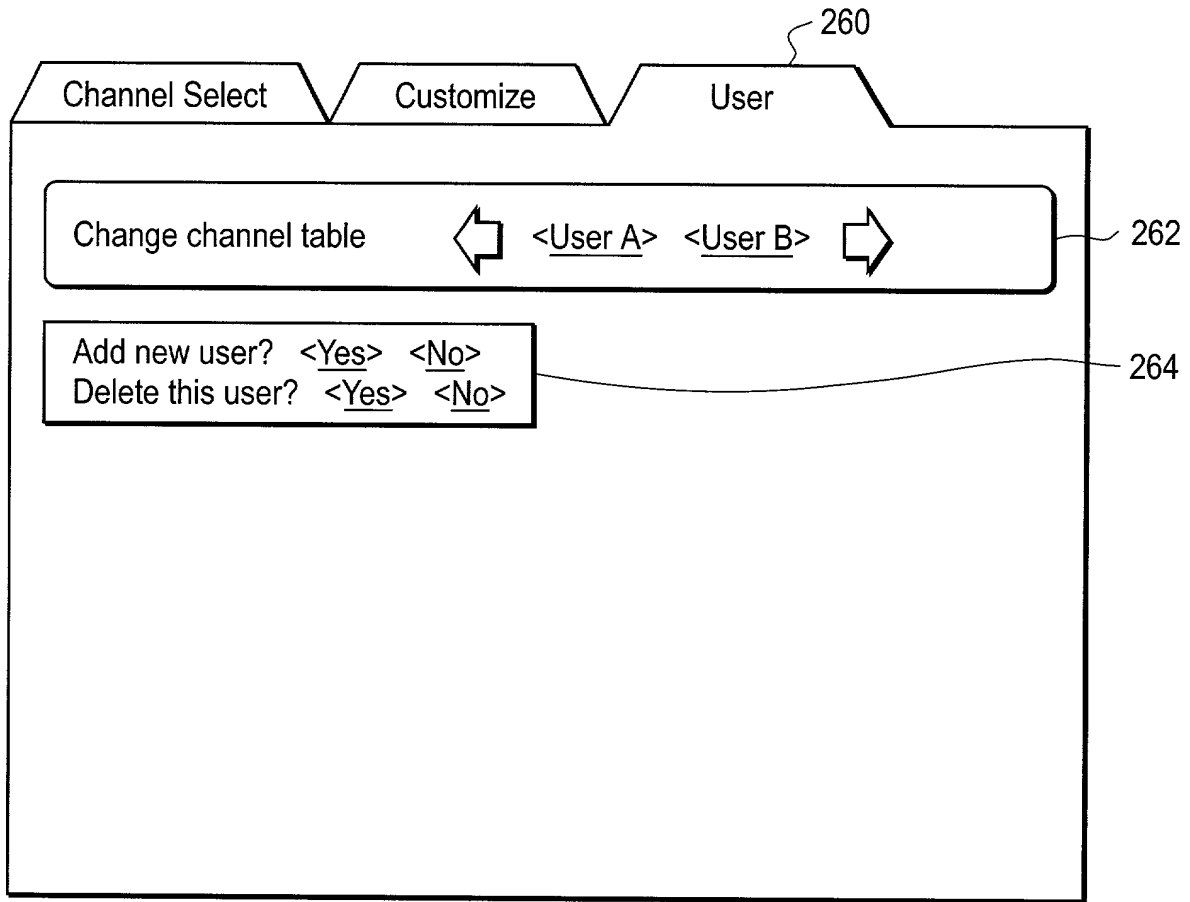 260
Channel Select Customize User
Change channel table <User A> <User B>
262
Add new user? <Yes> <No>
Delete this user? <Yes> <No>
264